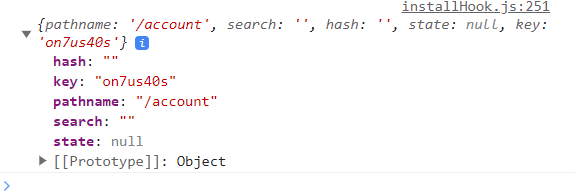 installHook.js:251
{pathname: '/account', search: '', hash: '', state: null, key:
'on7us40s'} i
hash: ""
key: "on7us40s"
pathname: "/account"
search: ""
state: null
[[Prototype]]: Object